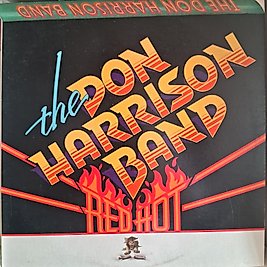 THE DON HARRISON BAND
the DON
HARRISON
BAND
RED HOT